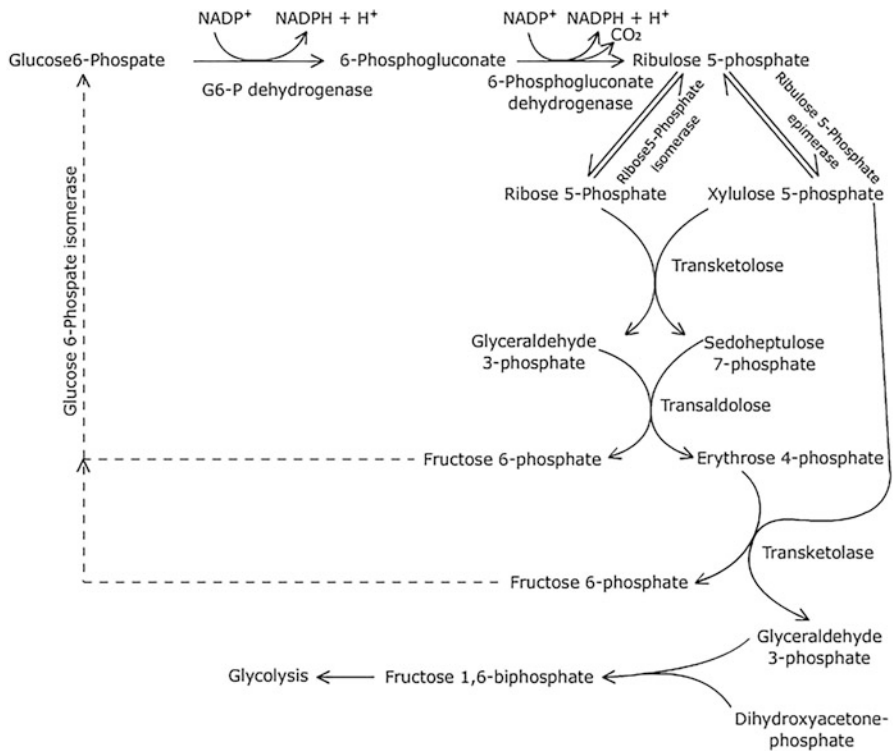 NADP⁺ NADPH + H⁺ NADP⁺ NADPH + H⁺
CO₂
Glucose6-Phospate 6-Phosphogluconate Ribulose 5-phosphate
G6-P dehydrogenase 6-Phosphogluconate
dehydrogenase
Ribose5-Phosphate
isomerase
Ribulose 5-Phosphate
epimerase
Ribose 5-Phosphate Xylulose 5-phosphate
Transketolose
Glucose 6-Phospate isomerase
Glyceraldehyde
3-phosphate
Sedoheptulose
7-phosphate
Transaldolose
Fructose 6-phosphate Erythrose 4-phosphate
Transketolase
Fructose 6-phosphate
Glyceraldehyde
3-phosphate
Glycolysis Fructose 1,6-biphosphate
Dihydroxyacetone-
phosphate